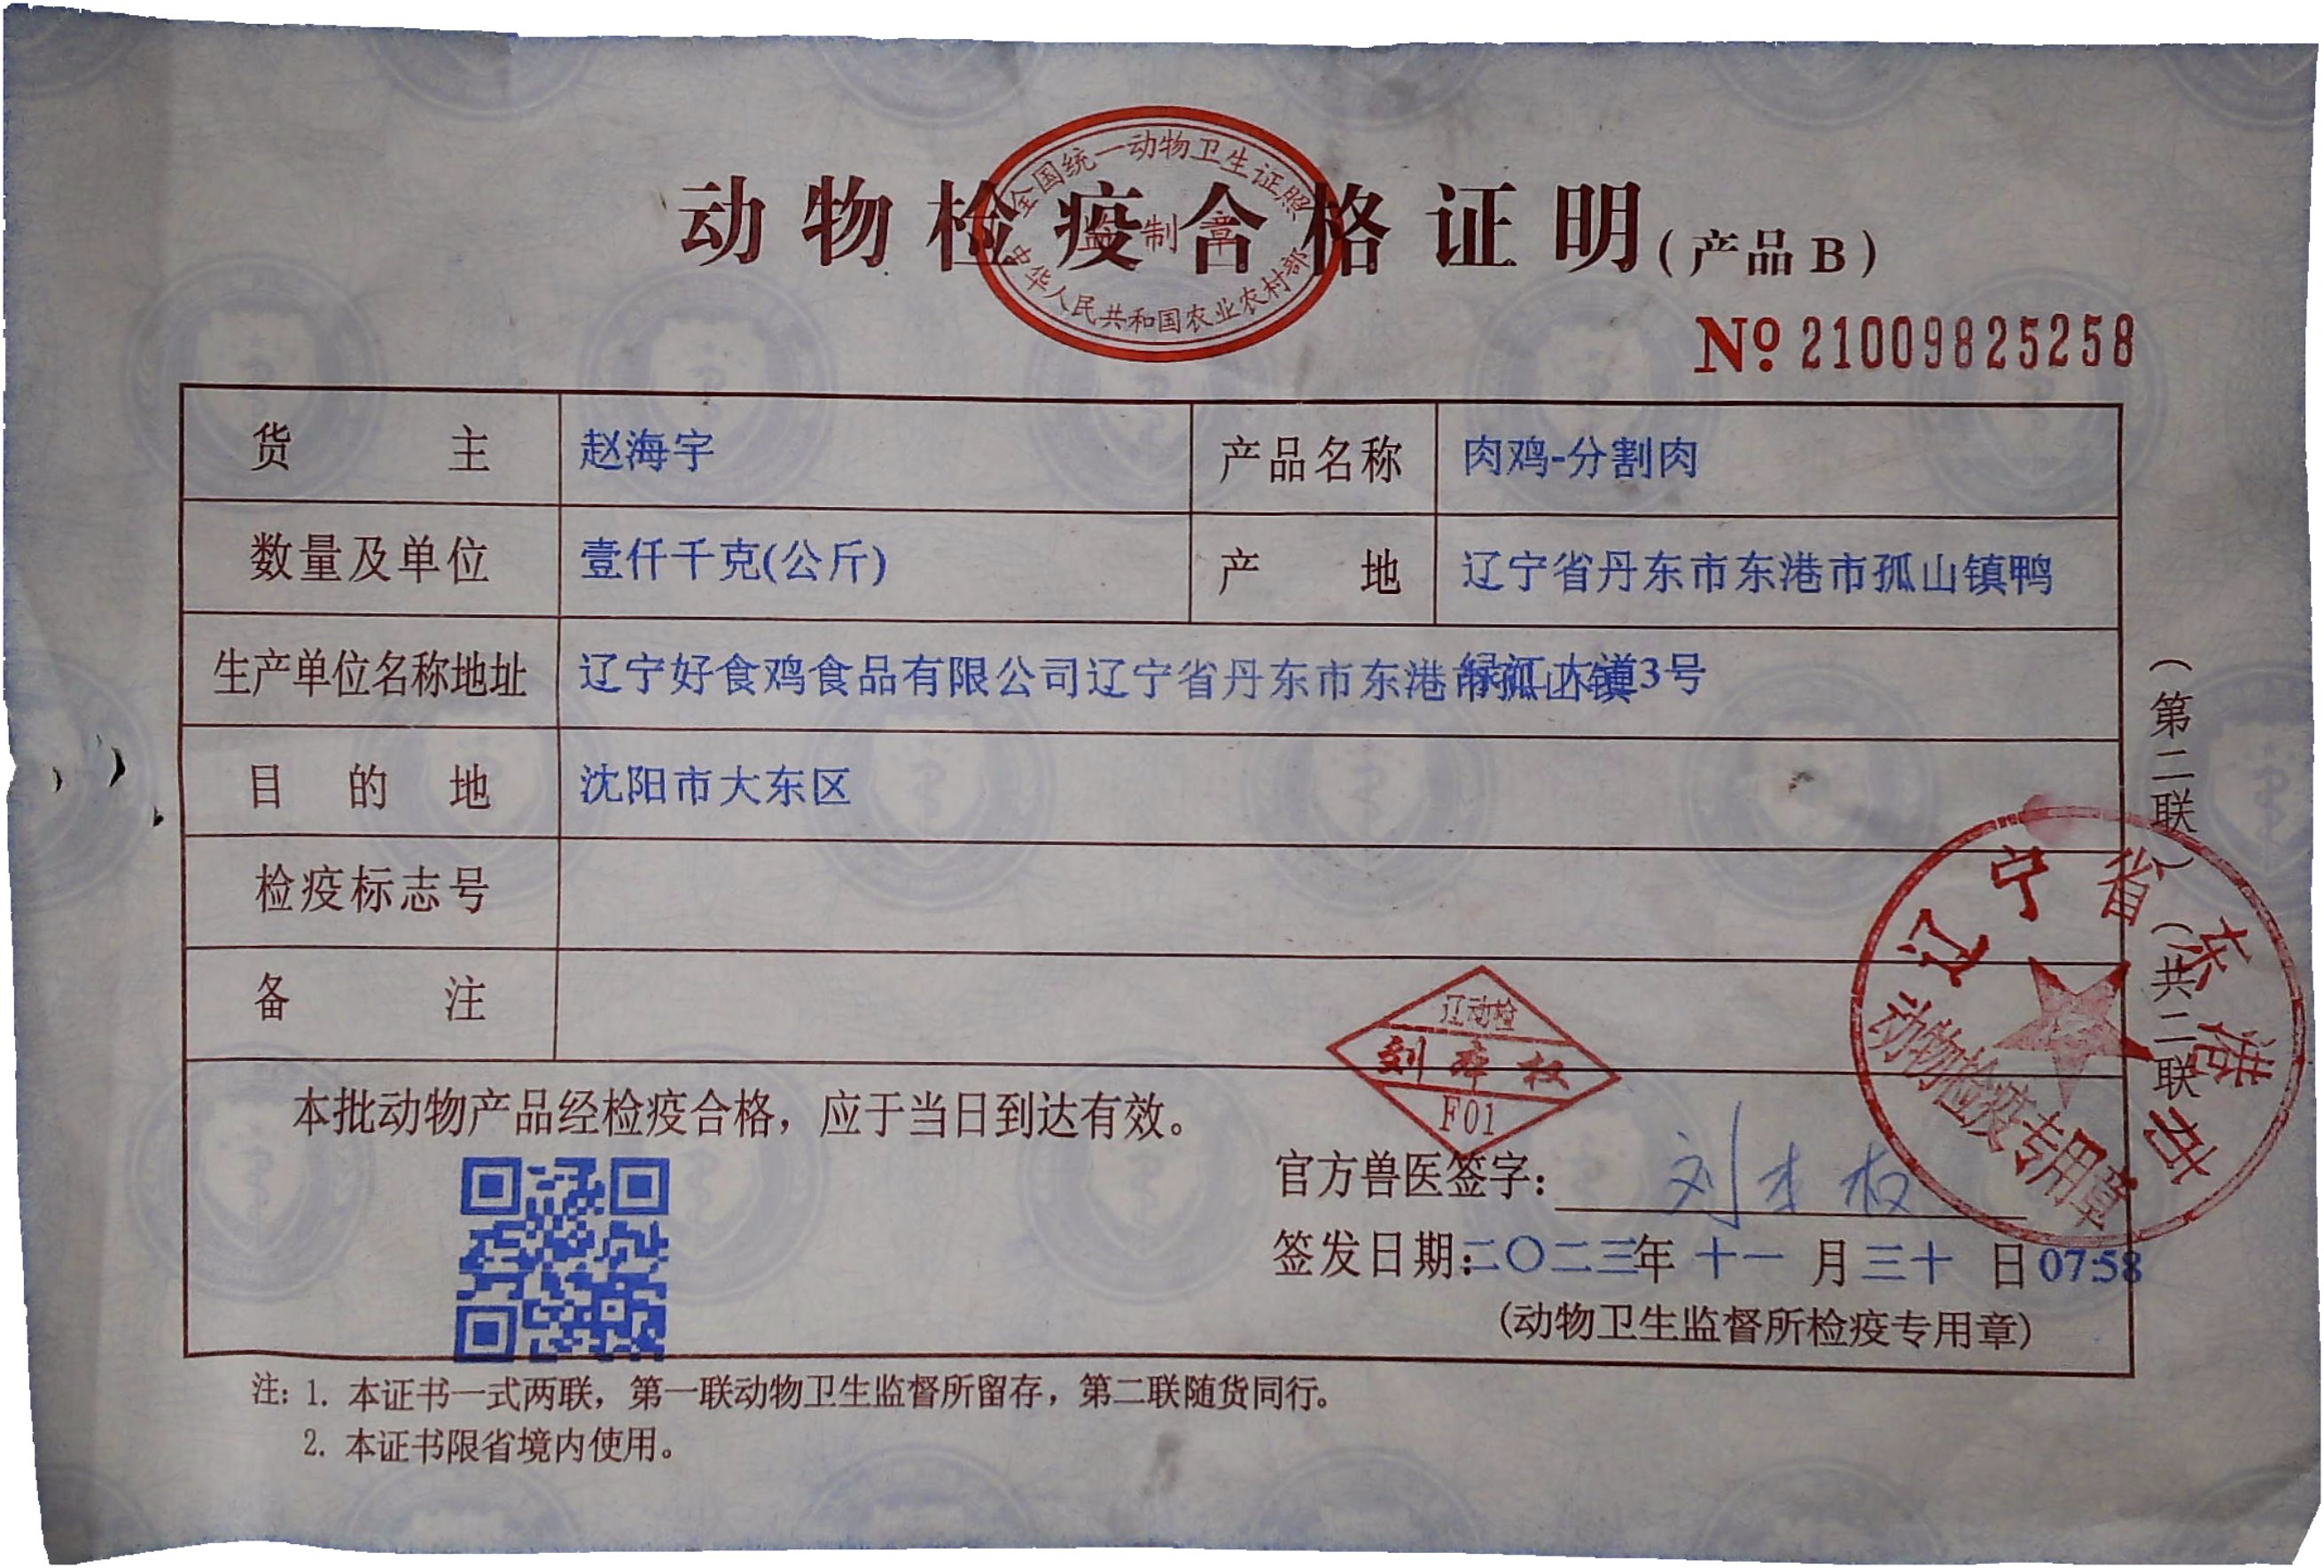 动物检疫合格证明(产品B)
全国统一动物卫生证照
监制章
中华人民共和国农业农村部
№ 21009825258
货主 赵海宇 产品名称 肉鸡-分割肉
数量及单位 壹仟千克(公斤) 产地 辽宁省丹东市东港市孤山镇鸭
绿江大道3号
生产单位名称地址 辽宁好食鸡食品有限公司辽宁省丹东市东港市孤山镇
目的地 沈阳市大东区
检疫标志号
备注
(第二联)(共二联)
辽宁省东港市
动物检疫专用章
辽动检
F01
本批动物产品经检疫合格，应于当日到达有效。
官方兽医签字：
签发日期：二〇二三年十一月三十日07:58
(动物卫生监督所检疫专用章)
注：1. 本证书一式两联，第一联动物卫生监督所留存，第二联随货同行。
2. 本证书限省境内使用。